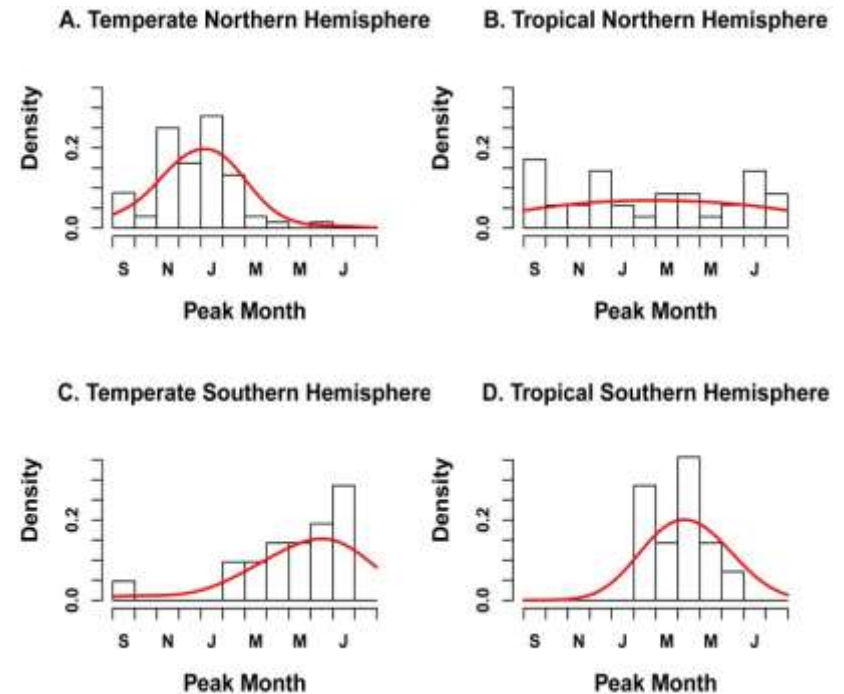 A. Temperate Northern Hemisphere
Density
0.2
0.0
S N J M M J
Peak Month
B. Tropical Northern Hemisphere
Density
0.2
0.0
S N J M M J
Peak Month
C. Temperate Southern Hemisphere
Density
0.2
0.0
S N J M M J
Peak Month
D. Tropical Southern Hemisphere
Density
0.2
0.0
S N J M M J
Peak Month